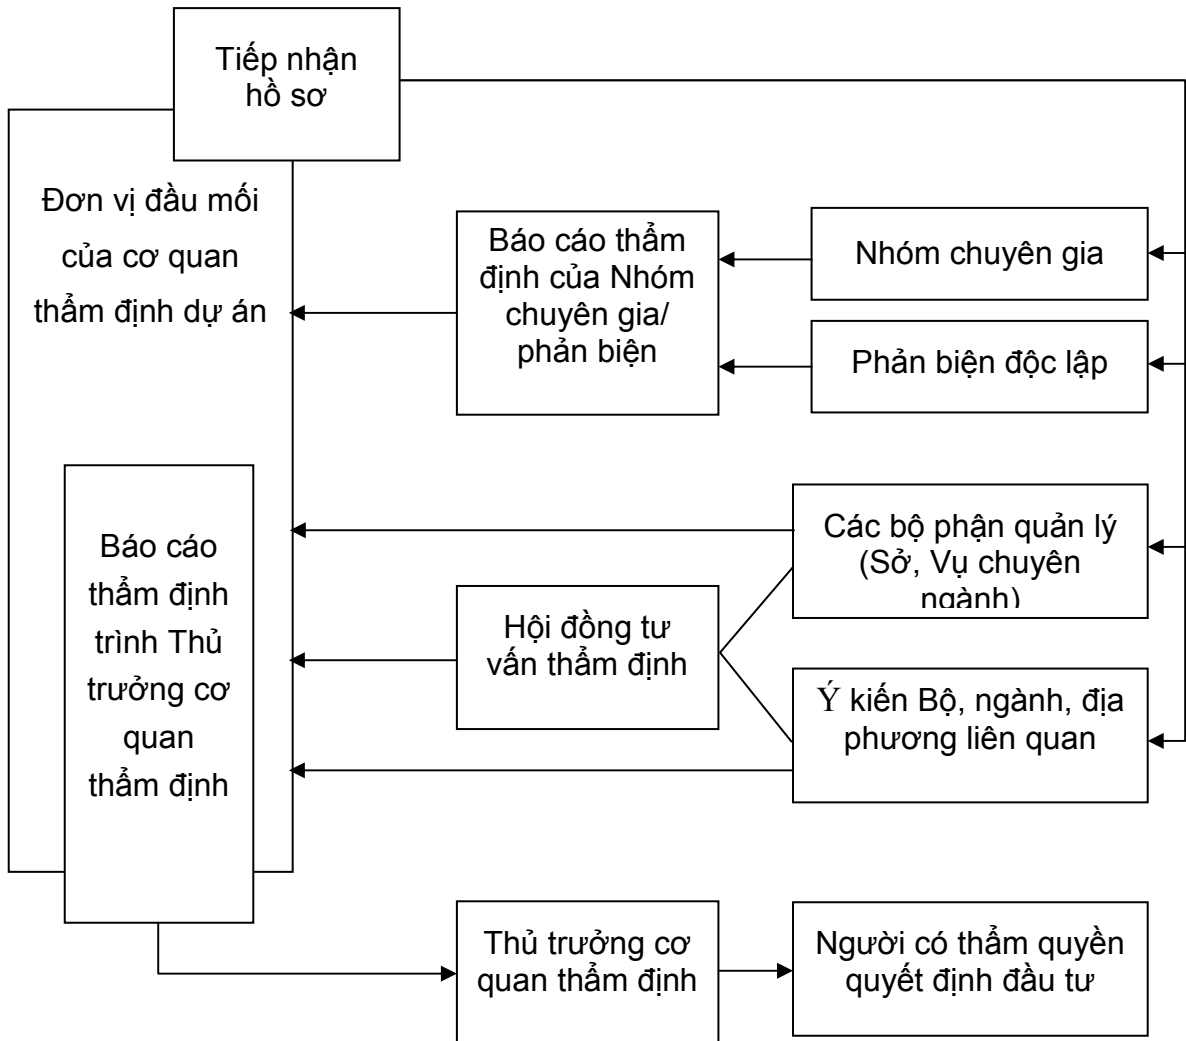 Tiếp nhận
hồ sơ
Đơn vị đầu mối
của cơ quan
thẩm định dự án
Báo cáo thẩm
định của Nhóm
chuyên gia/
phản biện
Nhóm chuyên gia
Phản biện độc lập
Báo cáo
thẩm định
trình Thủ
trưởng cơ
quan
thẩm định
Hội đồng tư
vấn thẩm định
Các bộ phận quản lý
(Sở, Vụ chuyên
ngành)
Ý kiến Bộ, ngành, địa
phương liên quan
Thủ trưởng cơ
quan thẩm định
Người có thẩm quyền
quyết định đầu tư